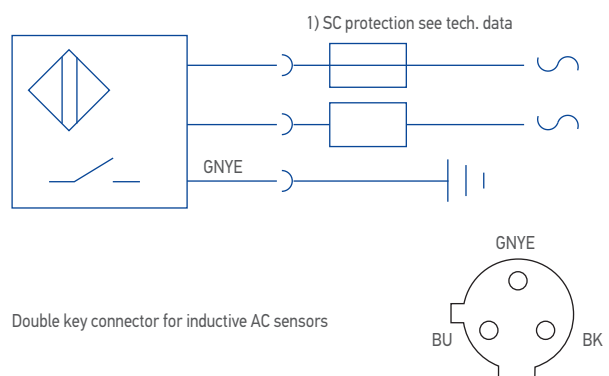 1) SC protection see tech. data
GNYE
GNYE
Double key connector for inductive AC sensors
BU
BK